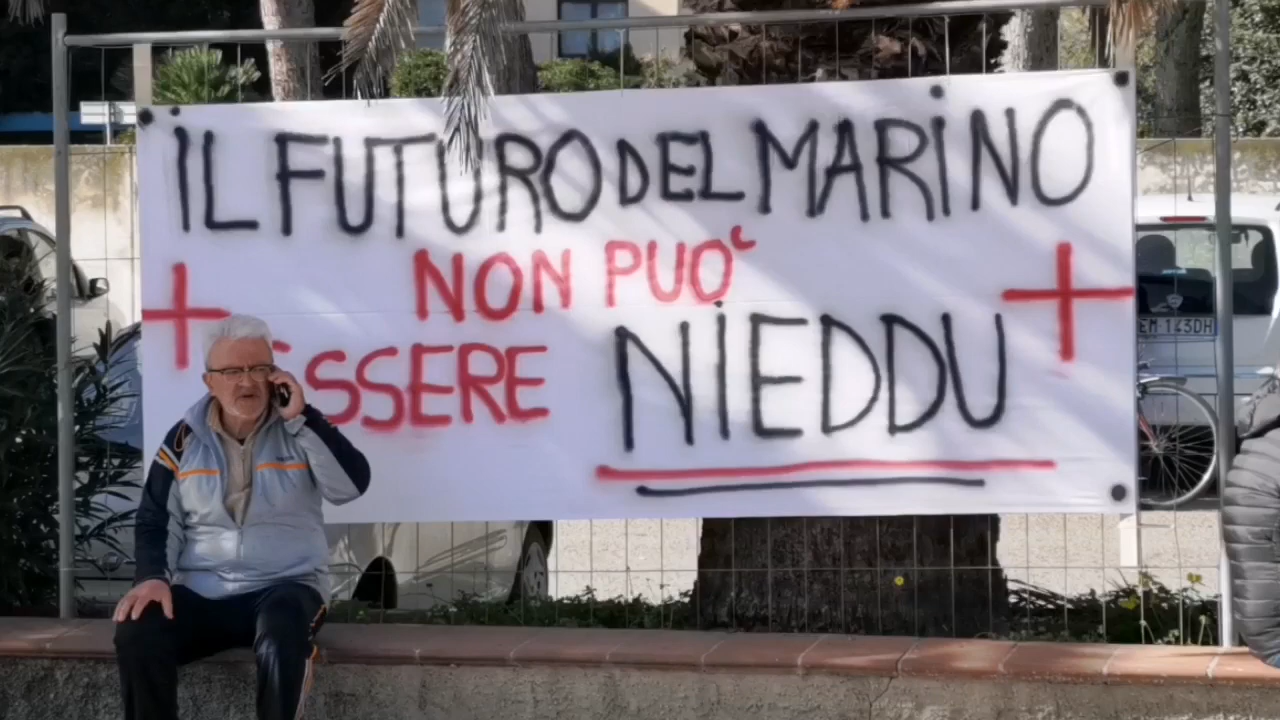 IL FUTURO DEL MARINO
NON PUO'
ESSERE NIEDDU
EM 143DH